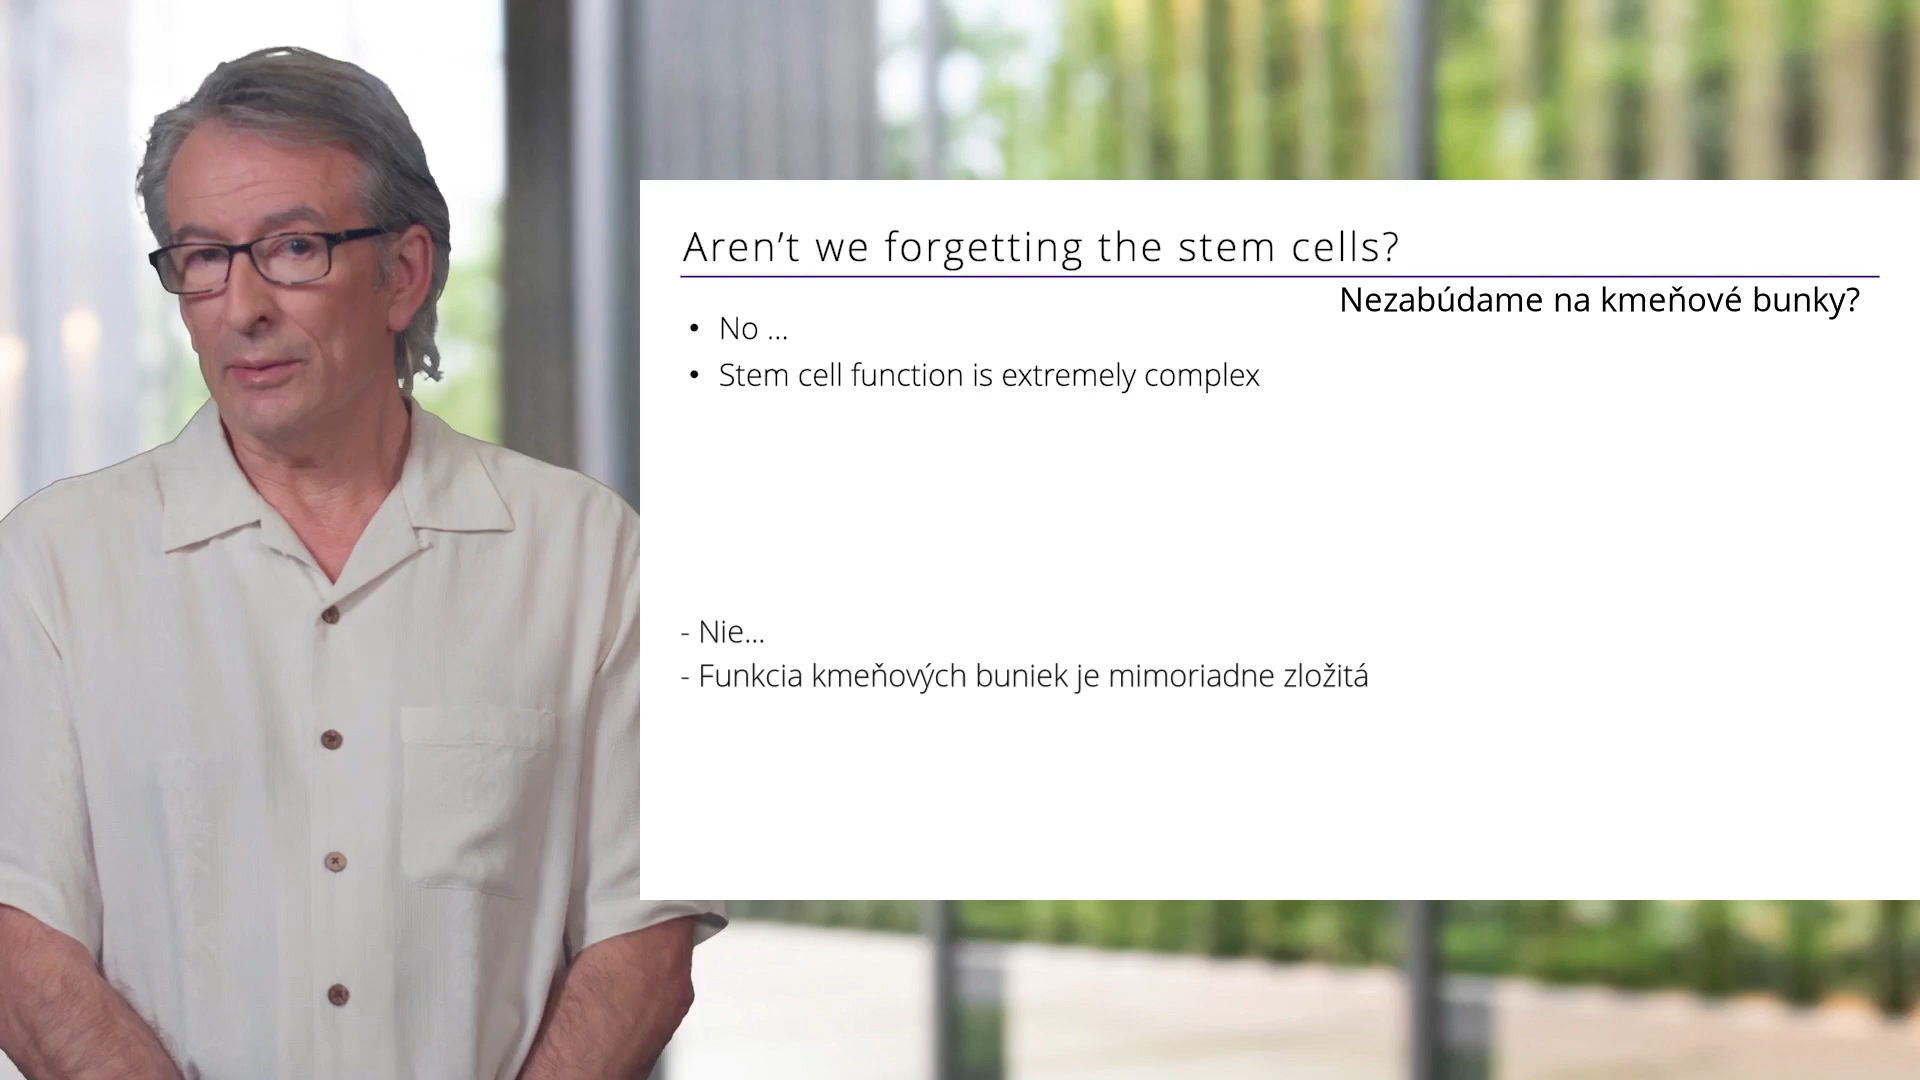 Aren’t we forgetting the stem cells?
Nezabúdame na kmeňové bunky?
• No ...
• Stem cell function is extremely complex
- Nie...
- Funkcia kmeňových buniek je mimoriadne zložitá